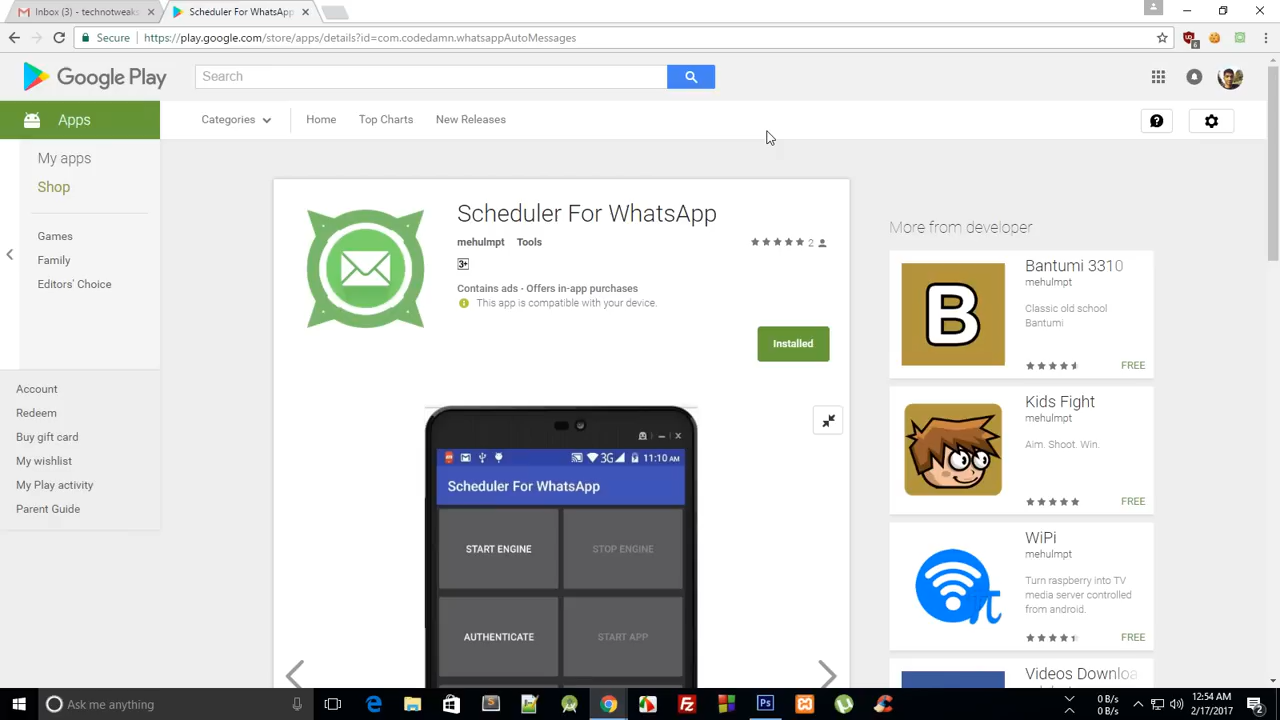 Inbox (3) - technotweaks
Scheduler For WhatsApp
Secure
https://play.google.com/store/apps/details?id=com.codedamn.whatsappAutoMessages
6
Google Play
Search
Apps
Categories
Home
Top Charts
New Releases
My apps
Shop
Games
Family
Editors' Choice
Account
Redeem
Buy gift card
My wishlist
My Play activity
Parent Guide
Scheduler For WhatsApp
mehulmpt Tools
2
3+
Contains ads · Offers in-app purchases
This app is compatible with your device.
Installed
3G 11:10 AM
Scheduler For WhatsApp
START ENGINE
STOP ENGINE
AUTHENTICATE
START APP
More from developer
B
Bantumi 3310
mehulmpt
Classic old school
Bantumi
FREE
Kids Fight
mehulmpt
Aim. Shoot. Win.
FREE
π
WiPi
mehulmpt
Turn raspberry into TV
media server controlled
from android.
FREE
Videos Downloa
Ask me anything
0 B/s
0 B/s
12:54 AM
2/17/2017
2